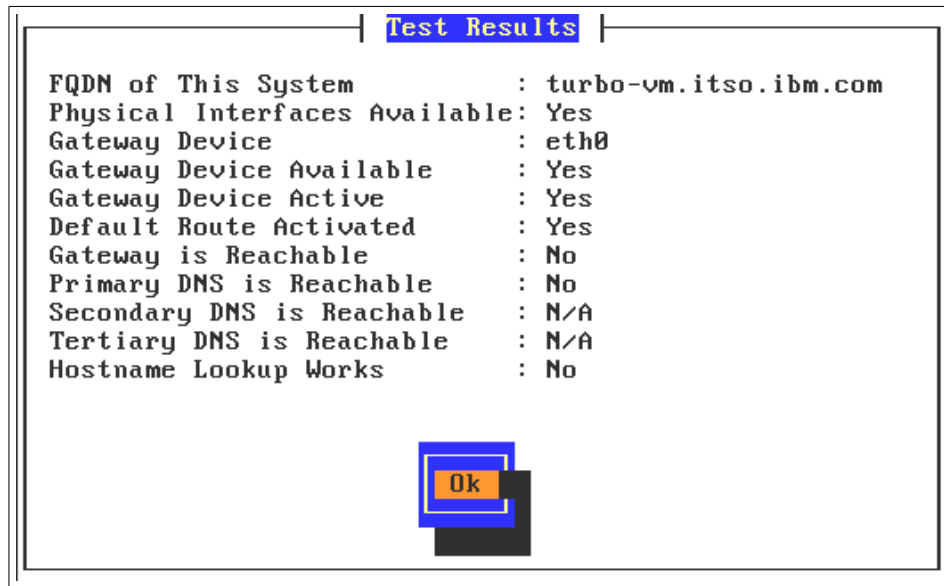 Test Results
FQDN of This System : turbo-vm.itso.ibm.com
Physical Interfaces Available: Yes
Gateway Device : eth0
Gateway Device Available : Yes
Gateway Device Active : Yes
Default Route Activated : Yes
Gateway is Reachable : No
Primary DNS is Reachable : No
Secondary DNS is Reachable : N/A
Tertiary DNS is Reachable : N/A
Hostname Lookup Works : No
Ok